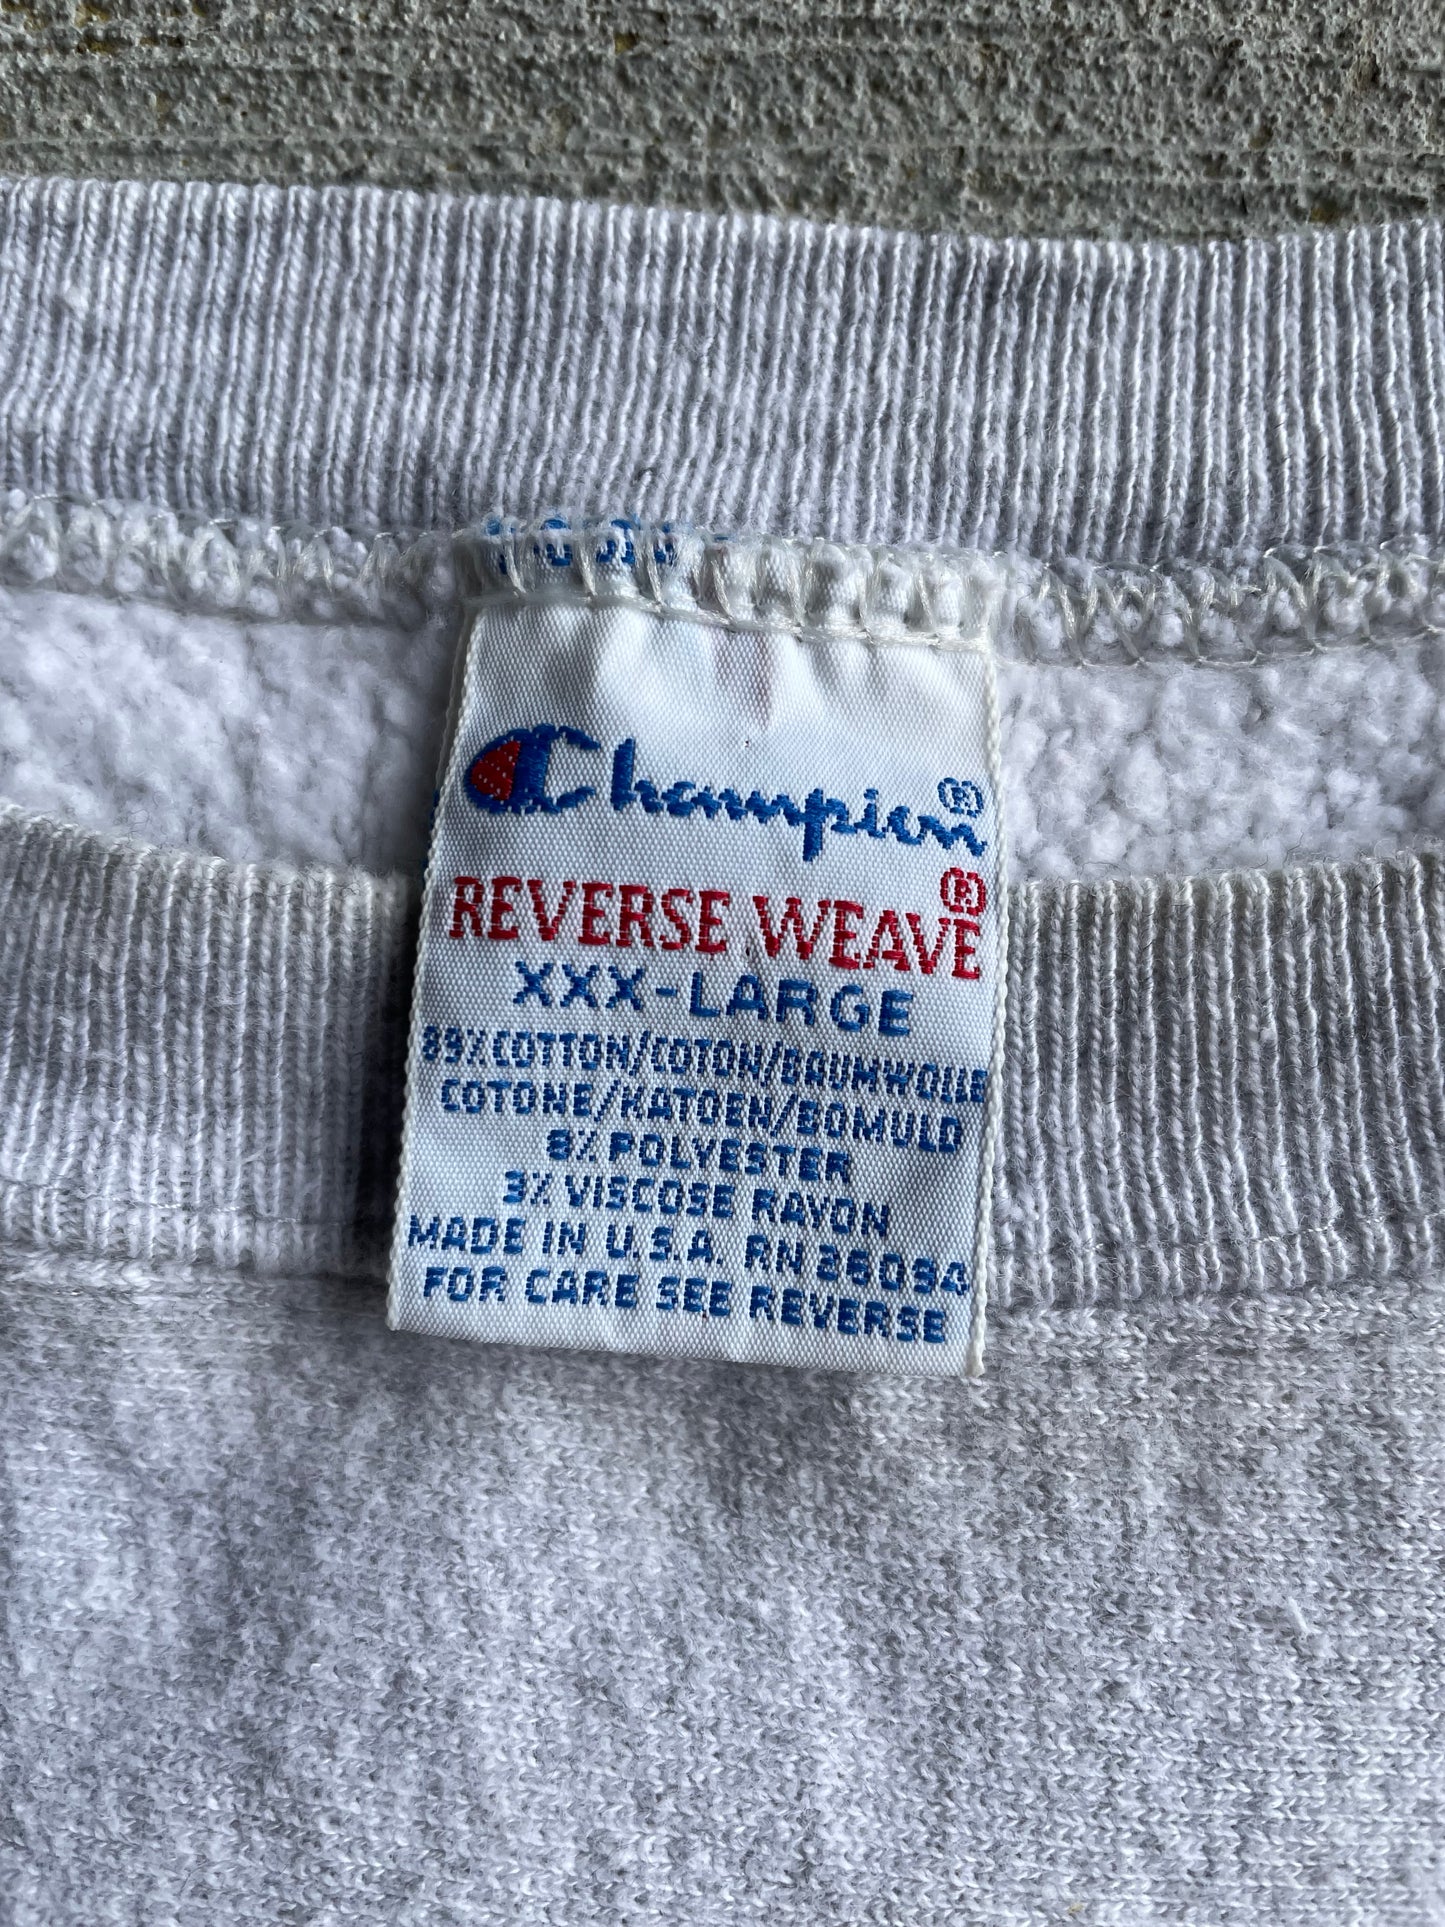 Champion®
REVERSE WEAVE®
XXX-LARGE
89% COTTON/COTON/BAUMWOLLE
COTONE/KATOEN/BOMULD
8% POLYESTER
3% VISCOSE RAYON
MADE IN U.S.A. RN 26094
FOR CARE SEE REVERSE